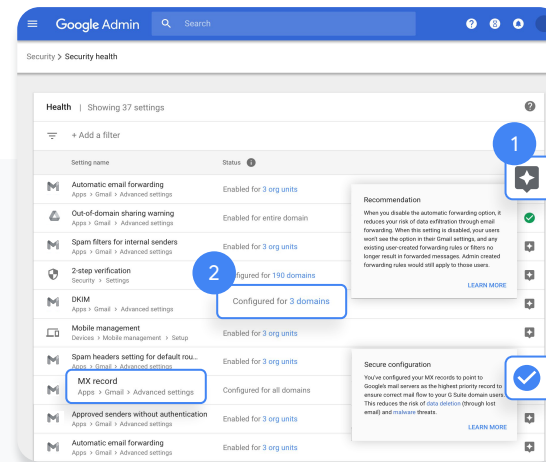 Google Admin
Search
Security > Security health
Health | Showing 37 settings
+ Add a filter
Setting name
Status
1
Automatic email forwarding
Apps > Gmail > Advanced settings
Enabled for 3 org units
Out-of-domain sharing warning
Apps > Gmail > Advanced settings
Enabled for entire domain
Spam filters for internal senders
Apps > Gmail > Advanced settings
Enabled for 3 org units
Recommendation
When you disable the automatic forwarding option, it
reduces your risk of data exfiltration through email
forwarding. When this setting is disabled, your users
won't see the option in their Gmail settings, and any
existing user-created forwarding rules or filters no
longer result in forwarded messages. Admin created
forwarding rules would still apply to those users.
LEARN MORE
2-step verification
Security > Settings
2
figured for 190 domains
DKIM
Apps > Gmail > Advanced settings
Configured for 3 domains
Mobile management
Devices > Mobile management > Setup
Enabled for 3 org units
Spam headers setting for default rou...
Apps > Gmail > Advanced settings
Enabled for 3 org units
MX record
Apps > Gmail > Advanced settings
Configured for all domains
Secure configuration
You've configured your MX records to point to
Google's mail servers as the highest priority record to
ensure correct mail flow to your G Suite domain users.
This reduces the risk of data deletion (through lost
email) and malware threats.
LEARN MORE
Approved senders without authentication
Apps > Gmail > Advanced settings
Enabled for 3 org units
Automatic email forwarding
Apps > Gmail > Advanced settings
Enabled for 3 org units